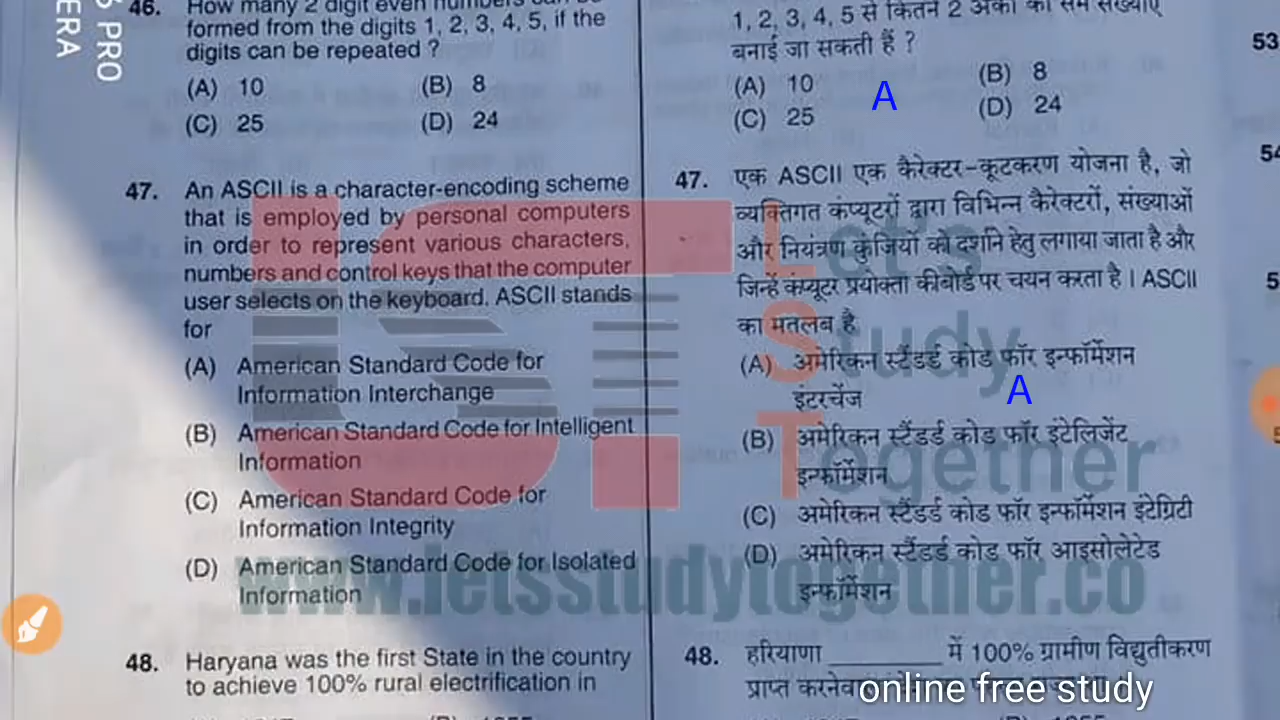 46. How many 2 digit even numbers can be
formed from the digits 1, 2, 3, 4, 5, if the
digits can be repeated ?
(A) 10 (B) 8
(C) 25 (D) 24
47. An ASCII is a character-encoding scheme
that is employed by personal computers
in order to represent various characters,
numbers and control keys that the computer
user selects on the keyboard. ASCII stands
for
(A) American Standard Code for
Information Interchange
(B) American Standard Code for Intelligent
Information
(C) American Standard Code for
Information Integrity
(D) American Standard Code for Isolated
Information
48. Haryana was the first State in the country
to achieve 100% rural electrification in
1, 2, 3, 4, 5 से कितने 2 अंकों की सम संख्याएँ
बनाई जा सकती हैं ?
(A) 10 (B) 8
A
(C) 25 (D) 24
47. एक ASCII एक कैरेक्टर-कूटकरण योजना है, जो
व्यक्तिगत कंप्यूटरों द्वारा विभिन्न कैरेक्टरों, संख्याओं
और नियंत्रण कुंजियों को दर्शाने हेतु लगाया जाता है और
जिन्हें कंप्यूटर प्रयोक्ता कीबोर्ड पर चयन करता है । ASCII
का मतलब है
(A) अमेरिकन स्टैंडर्ड कोड फॉर इन्फॉर्मेशन
इंटरचेंज
A
(B) अमेरिकन स्टैंडर्ड कोड फॉर इंटेलिजेंट
इन्फॉर्मेशन
(C) अमेरिकन स्टैंडर्ड कोड फॉर इन्फॉर्मेशन इंटेग्रिटी
(D) अमेरिकन स्टैंडर्ड कोड फॉर आइसोलेटेड
इन्फॉर्मेशन
48. हरियाणा ________ में 100% ग्रामीण विद्युतीकरण
प्राप्त
53
54
5
5
PRO
ERA
Let's
Study
Together
www.letsstudytogether.co
online free study